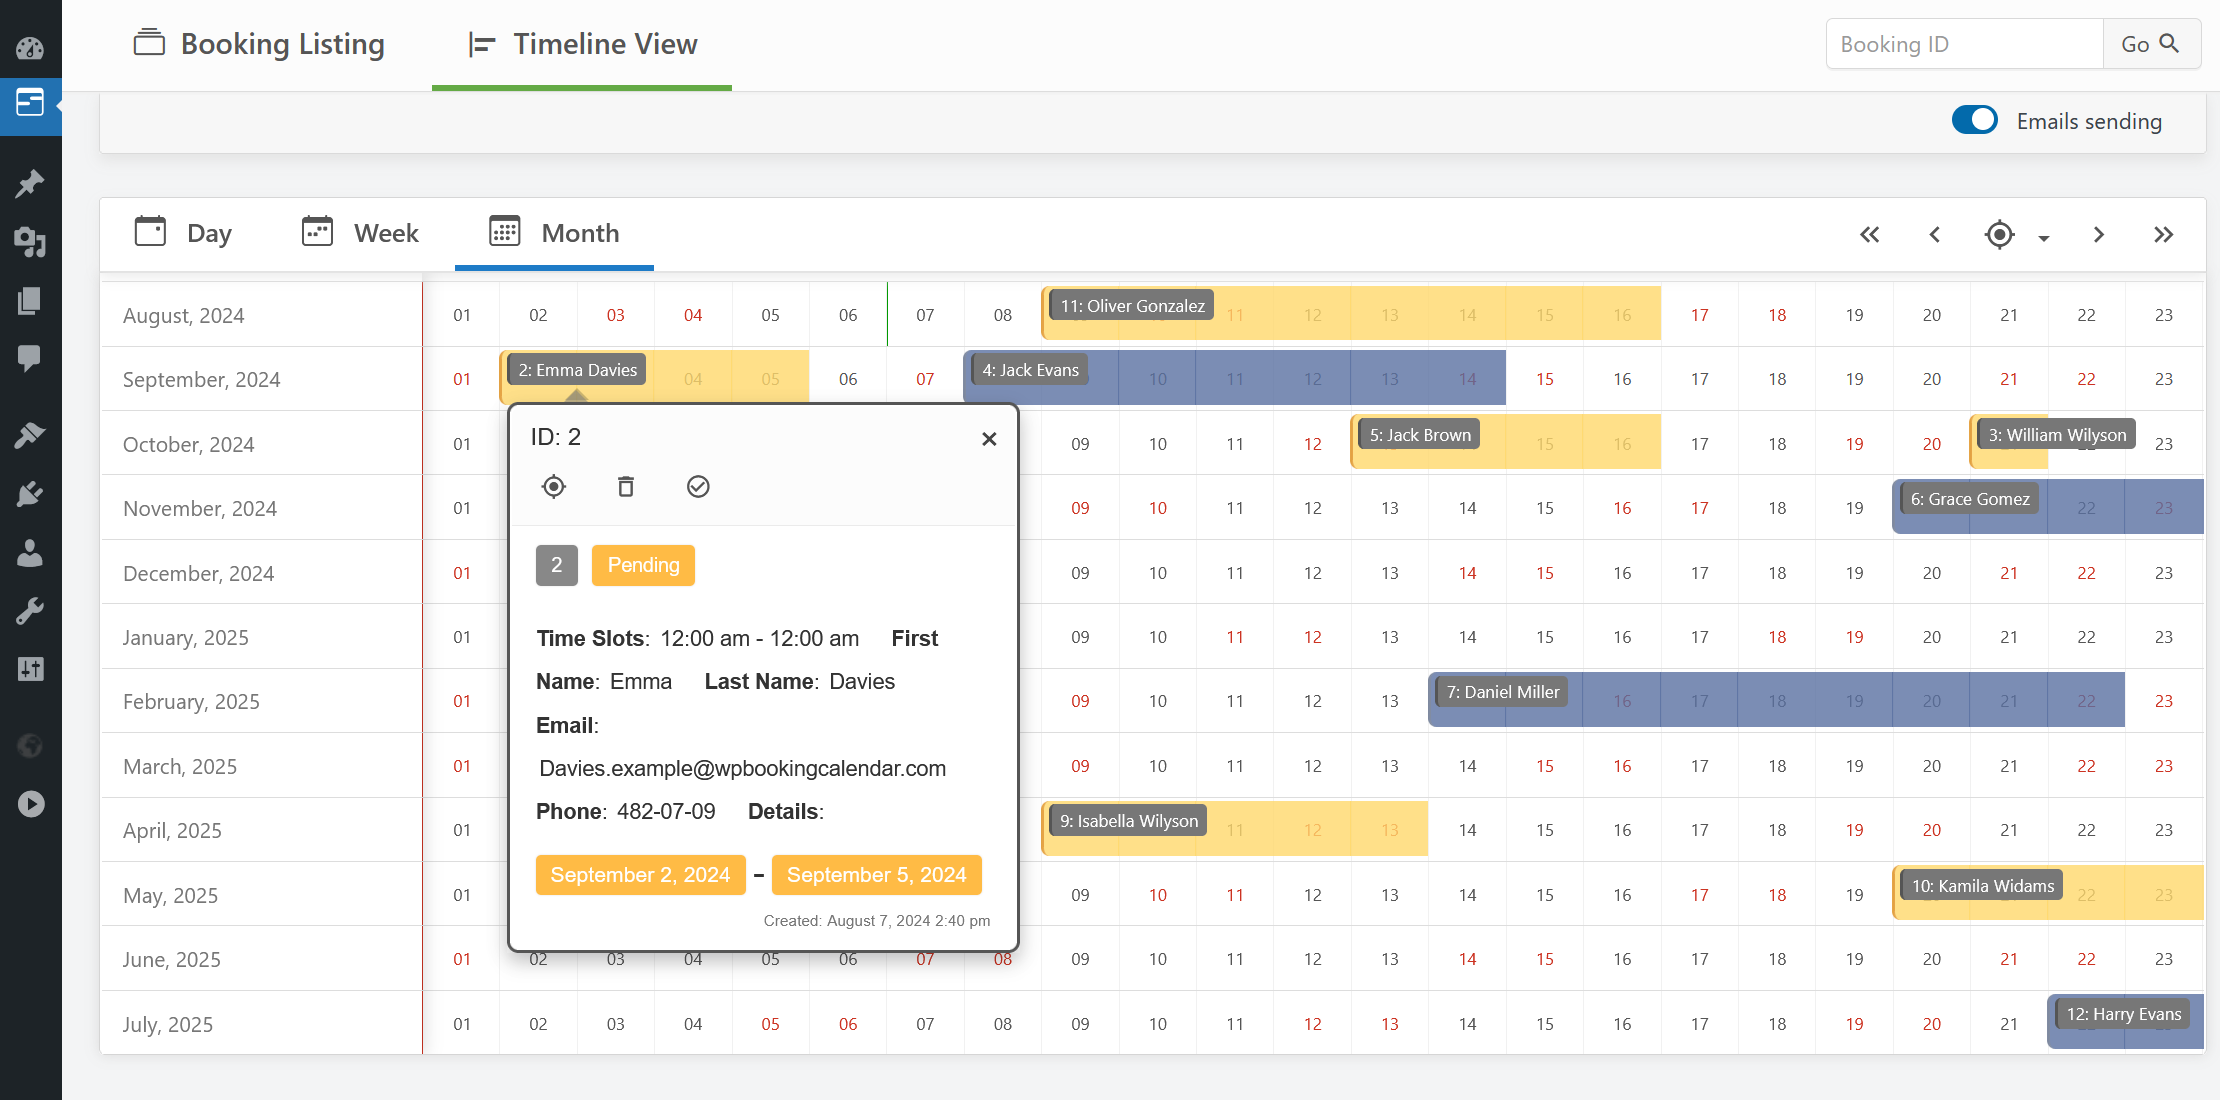 Booking Listing Timeline View Booking ID Go
Emails sending
Day Week Month
August, 2024 01 02 03 04 05 06 07 08 11: Oliver Gonzalez 11 12 13 14 15 16 17 18 19 20 21 22 23
September, 2024 01 2: Emma Davies 04 05 06 07 4: Jack Evans 10 11 12 13 14 15 16 17 18 19 20 21 22 23
October, 2024 01 09 10 11 12 5: Jack Brown 15 16 17 18 19 20 3: William Wilyson 23
November, 2024 01 09 10 11 12 13 14 15 16 17 18 19 6: Grace Gomez 22 23
December, 2024 01 09 10 11 12 13 14 15 16 17 18 19 20 21 22 23
January, 2025 01 09 10 11 12 13 14 15 16 17 18 19 20 21 22 23
February, 2025 01 09 10 11 12 13 7: Daniel Miller 16 17 18 19 20 21 22 23
March, 2025 01 09 10 11 12 13 14 15 16 17 18 19 20 21 22 23
April, 2025 01 9: Isabella Wilyson 11 12 13 14 15 16 17 18 19 20 21 22 23
May, 2025 01 09 10 11 12 13 14 15 16 17 18 19 10: Kamila Widams 22 23
June, 2025 01 02 03 04 05 06 07 08 09 10 11 12 13 14 15 16 17 18 19 20 21 22 23
July, 2025 01 02 03 04 05 06 07 08 09 10 11 12 13 14 15 16 17 18 19 20 21 12: Harry Evans
ID: 2
2 Pending
Time Slots: 12:00 am - 12:00 am First
Name: Emma Last Name: Davies
Email:
Davies.example@wpbookingcalendar.com
Phone: 482-07-09 Details:
September 2, 2024 – September 5, 2024
Created: August 7, 2024 2:40 pm